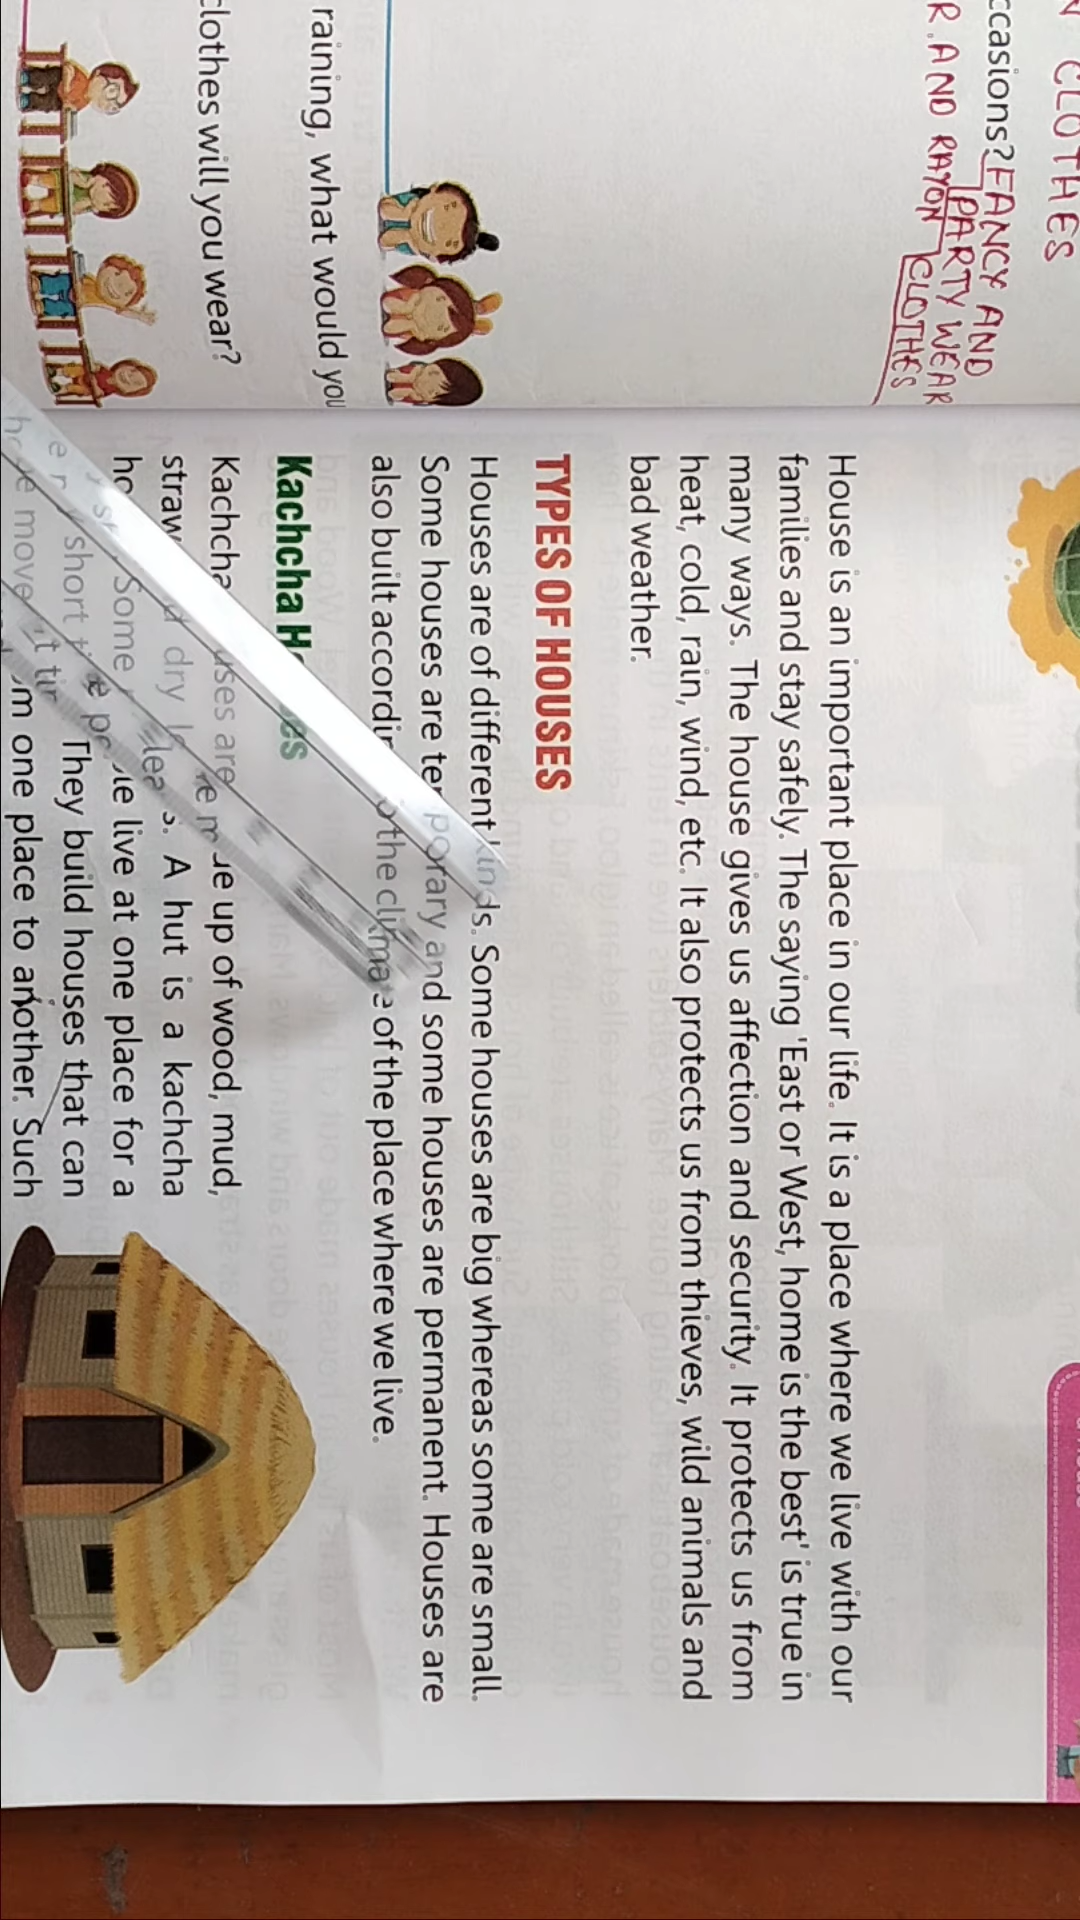 CLOTHES
ccasions? FANCY AND
PARTY WEAR
R. AND RAYON CLOTHES
raining, what would you
clothes will you wear?
House is an important place in our life. It is a place where we live with our
families and stay safely. The saying 'East or West, home is the best' is true in
many ways. The house gives us affection and security. It protects us from
heat, cold, rain, wind, etc. It also protects us from thieves, wild animals and
bad weather.
TYPES OF HOUSES
Houses are of different kinds. Some houses are big whereas some are small.
Some houses are temporary and some houses are permanent. Houses are
also built according to the climate of the place where we live.
Kachcha Houses
Kachcha houses are made up of wood, mud,
straw and dry leaves. A hut is a kachcha
Some people live at one place for a
short time They build houses that can
move from one place to another. Such